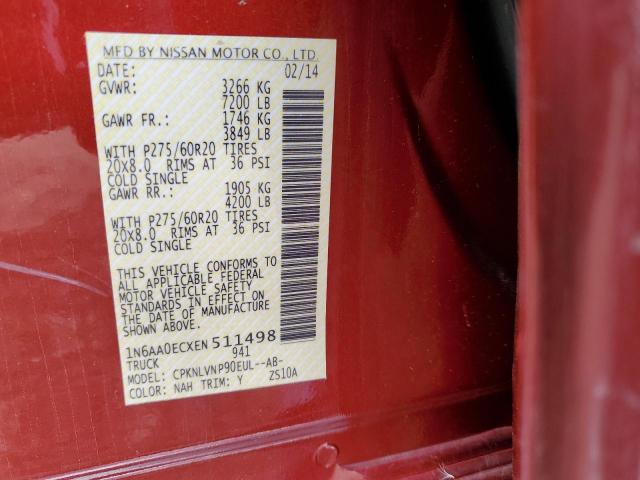 MFD BY NISSAN MOTOR CO., LTD.
DATE: 02/14
GVWR: 3266 KG
7200 LB
GAWR FR.: 1746 KG
3849 LB
WITH P275/60R20 TIRES
20X8.0 RIMS AT 36 PSI
COLD SINGLE
GAWR RR.: 1905 KG
4200 LB
WITH P275/60R20 TIRES
20X8.0 RIMS AT 36 PSI
COLD SINGLE
THIS VEHICLE CONFORMS TO
ALL APPLICABLE FEDERAL
MOTOR VEHICLE SAFETY
STANDARDS IN EFFECT ON
THE DATE OF MANUFACTURE
SHOWN ABOVE.
1N6AA0ECXEN511498
TRUCK 941
MODEL: CPKNLVNP90EUL--AB-
COLOR: NAH TRIM: Y ZS10A